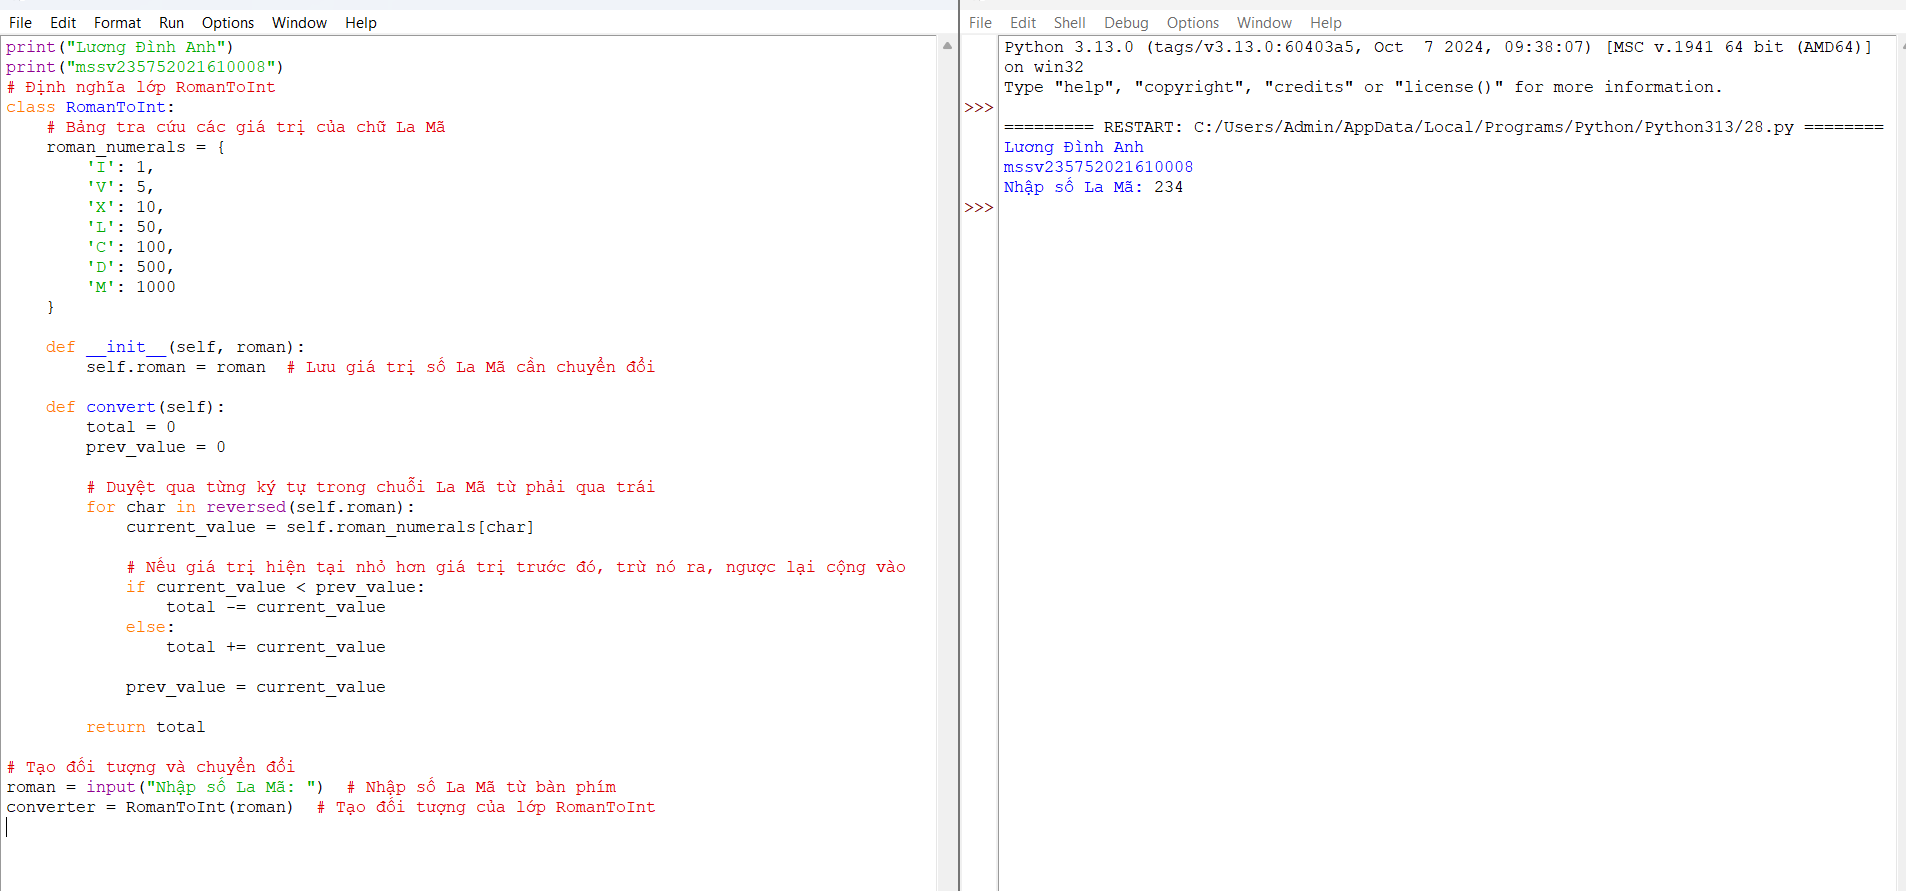 File Edit Format Run Options Window Help
print("Lương Đình Anh")
print("mssv235752021610008")
# Định nghĩa lớp RomanToInt
class RomanToInt:
    # Bảng tra cứu các giá trị của chữ La Mã
    roman_numerals = {
        'I': 1,
        'V': 5,
        'X': 10,
        'L': 50,
        'C': 100,
        'D': 500,
        'M': 1000
    }
    def __init__(self, roman):
        self.roman = roman  # Lưu giá trị số La Mã cần chuyển đổi
    def convert(self):
        total = 0
        prev_value = 0
        # Duyệt qua từng ký tự trong chuỗi La Mã từ phải qua trái
        for char in reversed(self.roman):
            current_value = self.roman_numerals[char]
            # Nếu giá trị hiện tại nhỏ hơn giá trị trước đó, trừ nó ra, ngược lại cộng vào
            if current_value < prev_value:
                total -= current_value
            else:
                total += current_value
            prev_value = current_value
        return total
# Tạo đối tượng và chuyển đổi
roman = input("Nhập số La Mã: ")  # Nhập số La Mã từ bàn phím
converter = RomanToInt(roman)  # Tạo đối tượng của lớp RomanToInt
File Edit Shell Debug Options Window Help
Python 3.13.0 (tags/v3.13.0:60403a5, Oct  7 2024, 09:38:07) [MSC v.1941 64 bit (AMD64)]
on win32
Type "help", "copyright", "credits" or "license()" for more information.
>>>
========= RESTART: C:/Users/Admin/AppData/Local/Programs/Python/Python313/28.py ========
Lương Đình Anh
mssv235752021610008
Nhập số La Mã: 234
>>>